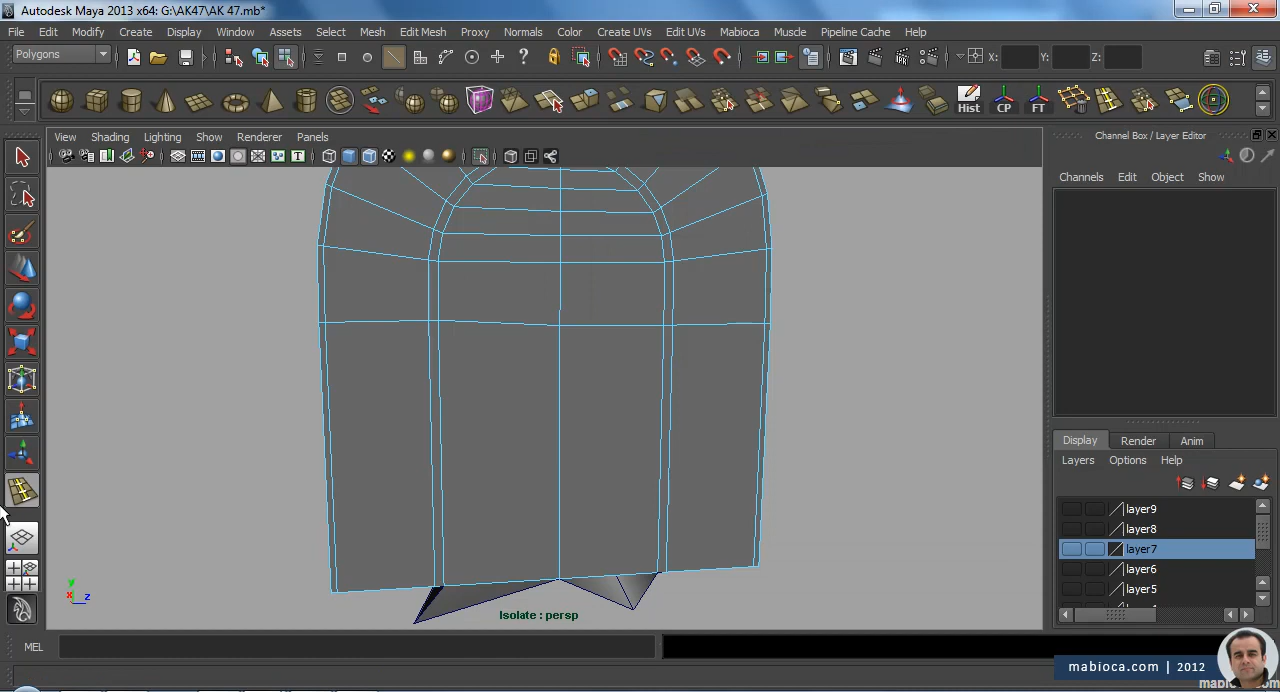 Autodesk Maya 2013 x64: G:\AK47\AK 47.mb*
File Edit Modify Create Display Window Assets Select Mesh Edit Mesh Proxy Normals Color Create UVs Edit UVs Mabioca Muscle Pipeline Cache Help
Polygons X: Y: Z:
Hist CP FT
View Shading Lighting Show Renderer Panels
Channel Box / Layer Editor
Channels Edit Object Show
Display Render Anim
Layers Options Help
layer9
layer8
layer7
layer6
layer5
y
x z
Isolate : persp
MEL
mabioca.com | 2012